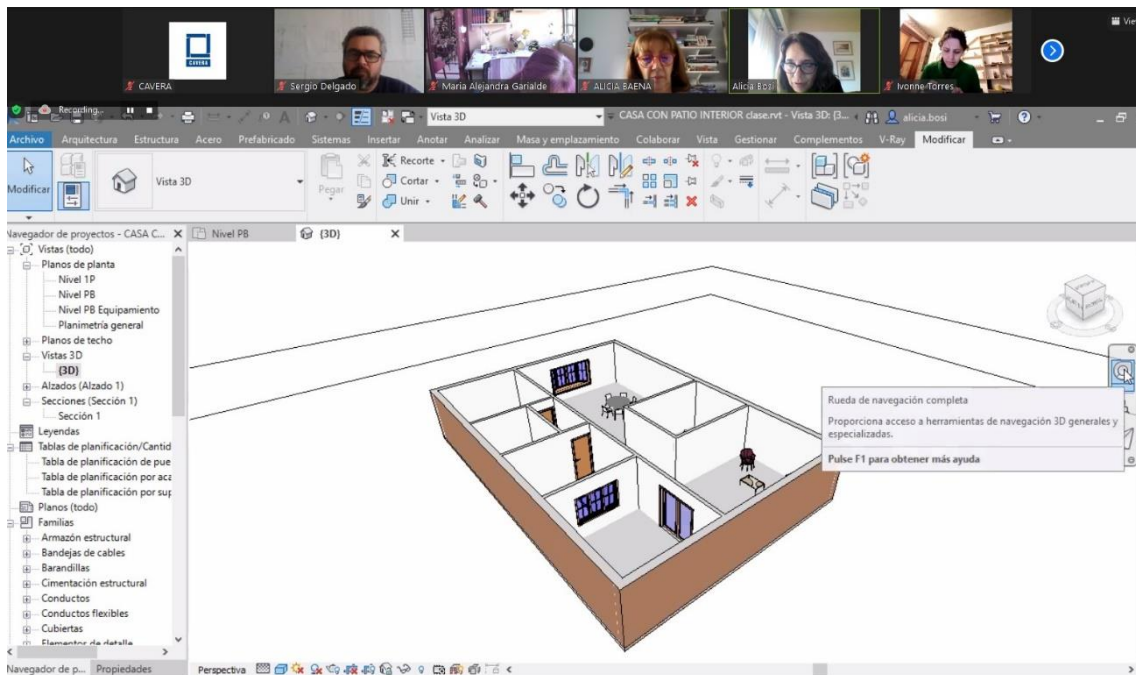 CAVERA
CAVERA
Sergio Delgado
Maria Alejandra Garialde
ALICIA BAENA
Alicia Bosi
Ivonne Torres
Recording...
Vista 3D
CASA CON PATIO INTERIOR clase.rvt - Vista 3D: {3...
alicia.bosi
Archivo Arquitectura Estructura Acero Prefabricado Sistemas Insertar Anotar Analizar Masa y emplazamiento Colaborar Vista Gestionar Complementos V-Ray Modificar
Modificar
Vista 3D
Pegar
Recorte
Cortar
Unir
Navegador de proyectos - CASA C...
Nivel PB
{3D}
Vistas (todo)
Planos de planta
Nivel 1P
Nivel PB
Nivel PB Equipamiento
Planimetría general
Planos de techo
Vistas 3D
{3D}
Alzados (Alzado 1)
Secciones (Sección 1)
Sección 1
Leyendas
Tablas de planificación/Cantid
Tabla de planificación de pue
Tabla de planificación por aca
Tabla de planificación por sup
Planos (todo)
Familias
Armazón estructural
Bandejas de cables
Barandillas
Cimentación estructural
Conductos
Conductos flexibles
Cubiertas
Elementos de detalle
Rueda de navegación completa
Proporciona acceso a herramientas de navegación 3D generales y
especializadas.
Pulse F1 para obtener más ayuda
Navegador de p... Propiedades
Perspectiva